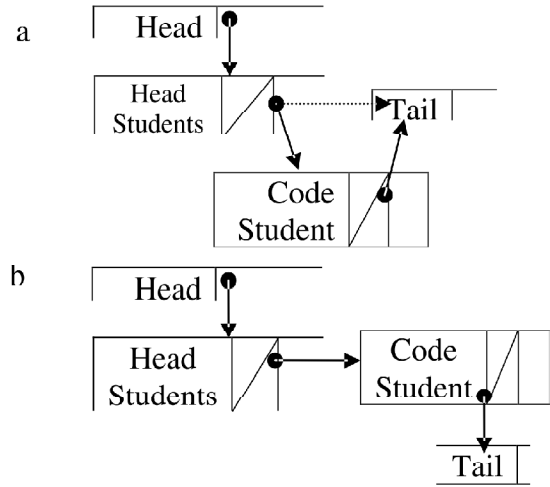 a
Head
Head
Students
Tail
Code
Student
b
Head
Head
Students
Code
Student
Tail